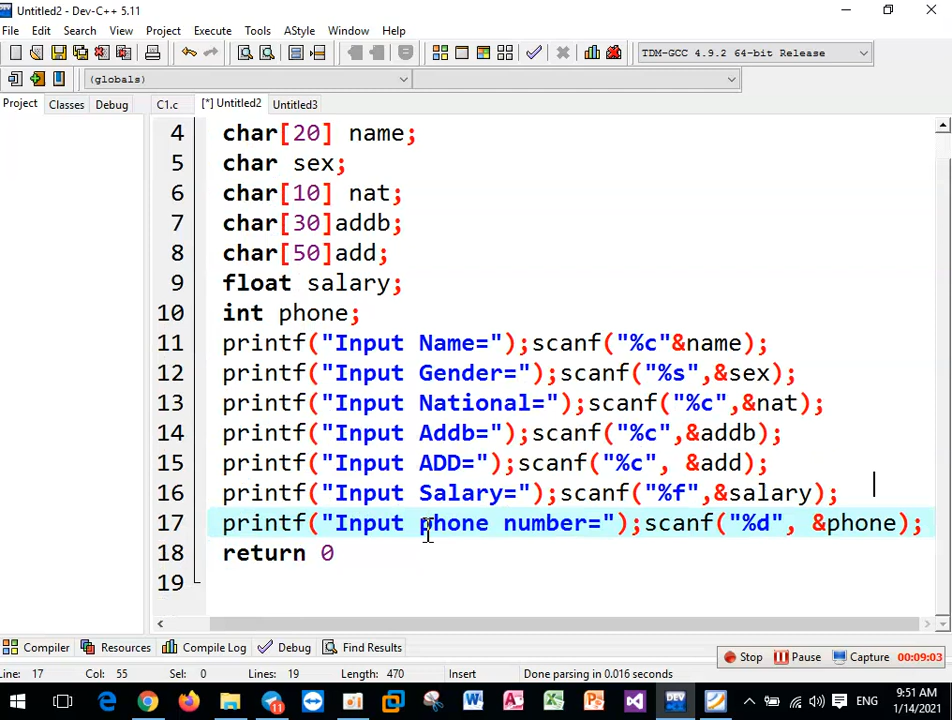 Untitled2 - Dev-C++ 5.11
File Edit Search View Project Execute Tools AStyle Window Help
TDM-GCC 4.9.2 64-bit Release
(globals)
Project Classes Debug C1.c [*] Untitled2 Untitled3
4 char[20] name;
5 char sex;
6 char[10] nat;
7 char[30]addb;
8 char[50]add;
9 float salary;
10 int phone;
11 printf("Input Name=");scanf("%c"&name);
12 printf("Input Gender=");scanf("%s",&sex);
13 printf("Input National=");scanf("%c",&nat);
14 printf("Input Addb=");scanf("%c",&addb);
15 printf("Input ADD=");scanf("%c", &add);
16 printf("Input Salary=");scanf("%f",&salary);
17 printf("Input phone number=");scanf("%d", &phone);
18 return 0
19
Compiler Resources Compile Log Debug Find Results
Stop Pause Capture 00:09:03
Line: 17 Col: 55 Sel: 0 Lines: 19 Length: 470 Insert Done parsing in 0.016 seconds
ENG 9:51 AM
1/14/2021